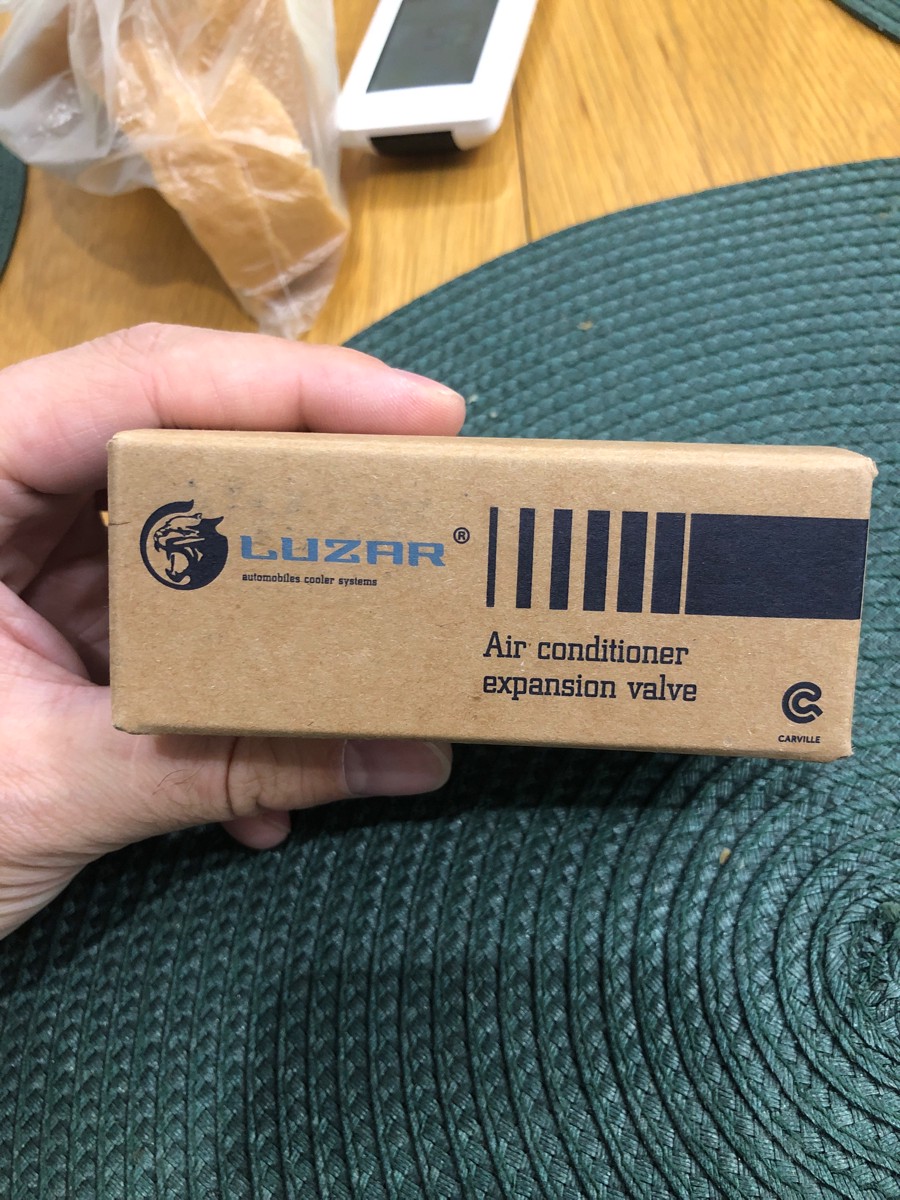 LUZAR®
automobiles cooler systems
Air conditioner
expansion valve
CARVILLE